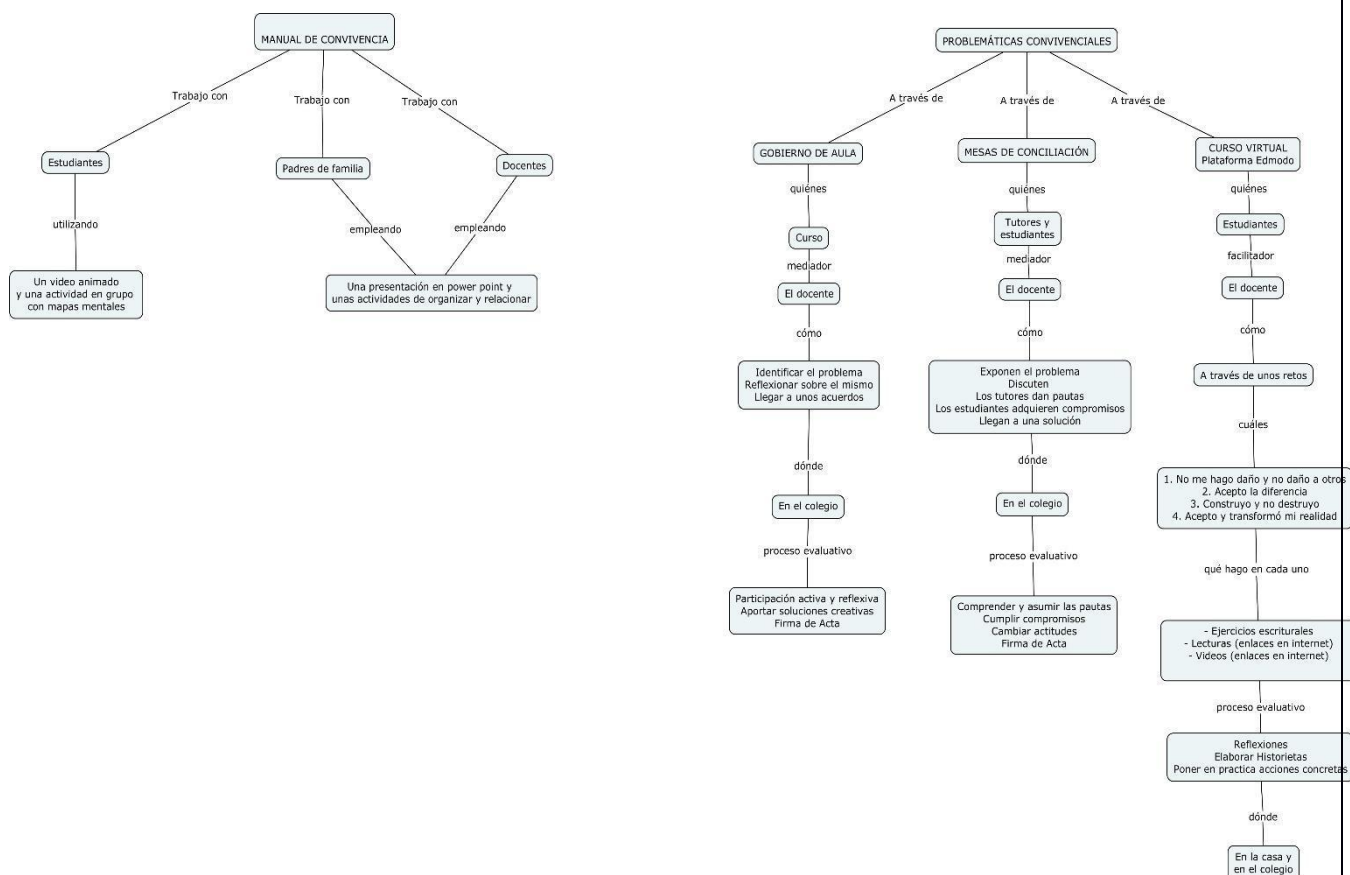 MANUAL DE CONVIVENCIA
Trabajo con
Trabajo con
Trabajo con
Estudiantes
Padres de familia
Docentes
utilizando
empleando
empleando
Un video animado
y una actividad en grupo
con mapas mentales
Una presentación en power point y
unas actividades de organizar y relacionar
PROBLEMÁTICAS CONVIVENCIALES
A través de
A través de
A través de
GOBIERNO DE AULA
quiénes
Curso
mediador
El docente
cómo
Identificar el problema
Reflexionar sobre el mismo
Llegar a unos acuerdos
dónde
En el colegio
proceso evaluativo
Participación activa y reflexiva
Aportar soluciones creativas
Firma de Acta
MESAS DE CONCILIACIÓN
quiénes
Tutores y
estudiantes
mediador
El docente
cómo
Exponen el problema
Discuten
Los tutores dan pautas
Los estudiantes adquieren compromisos
Llegan a una solución
dónde
En el colegio
proceso evaluativo
Comprender y asumir las pautas
Cumplir compromisos
Cambiar actitudes
Firma de Acta
CURSO VIRTUAL
Plataforma Edmodo
quiénes
Estudiantes
facilitador
El docente
cómo
A través de unos retos
cuáles
1. No me hago daño y no daño a otros
2. Acepto la diferencia
3. Construyo y no destruyo
4. Acepto y transformó mi realidad
qué hago en cada uno
- Ejercicios escriturales
- Lecturas (enlaces en internet)
- Videos (enlaces en internet)
proceso evaluativo
Reflexiones
Elaborar Historietas
Poner en practica acciones concretas
dónde
En la casa y
en el colegio